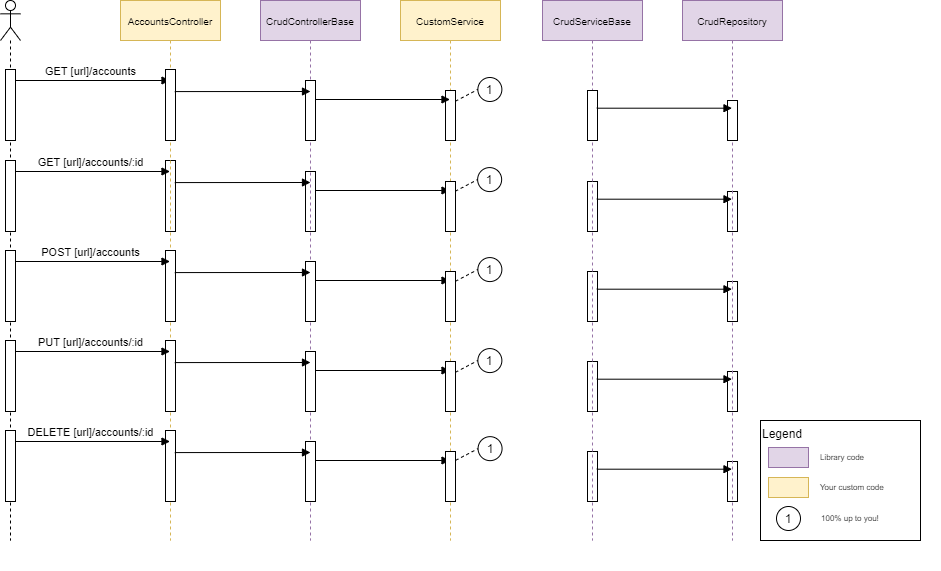 AccountsController
CrudControllerBase
CustomService
CrudServiceBase
CrudRepository
GET [url]/accounts
1
GET [url]/accounts/:id
1
POST [url]/accounts
1
PUT [url]/accounts/:id
1
DELETE [url]/accounts/:id
1
Legend
Library code
Your custom code
1
100% up to you!